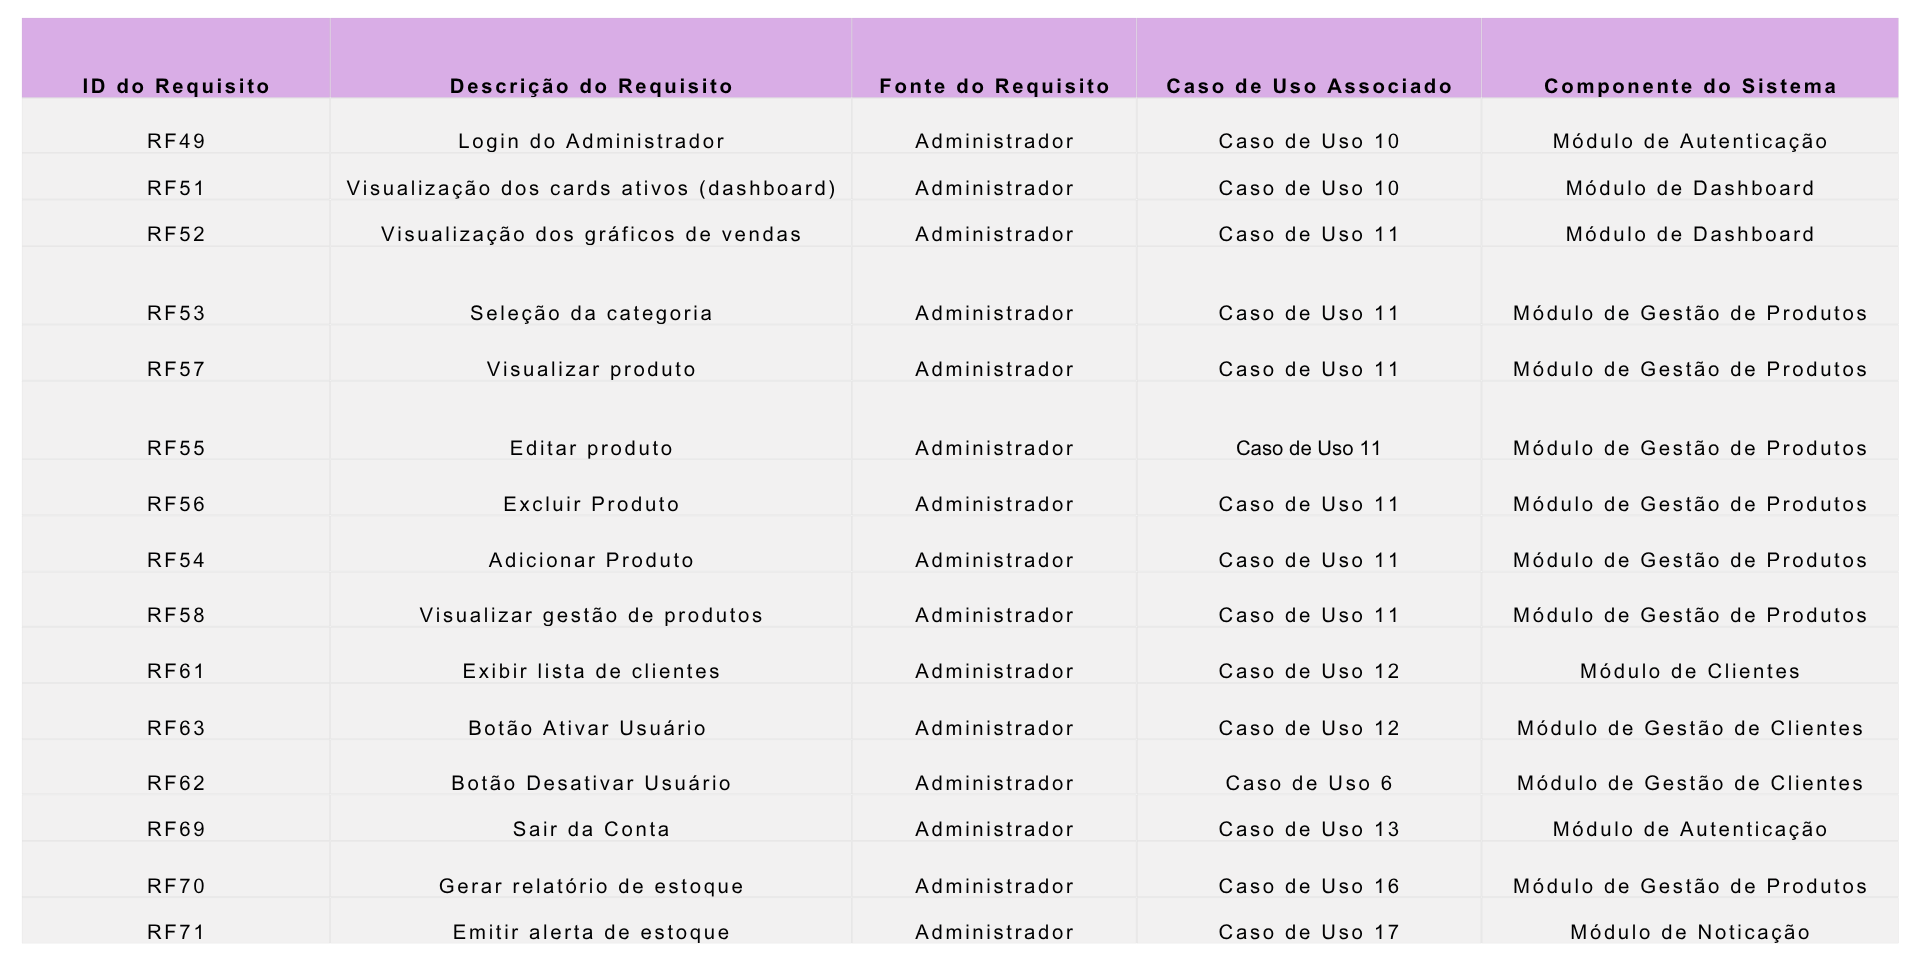 ID do Requisito Descrição do Requisito Fonte do Requisito Caso de Uso Associado Componente do Sistema
RF49 Login do Administrador Administrador Caso de Uso 10 Módulo de Autenticação
RF51 Visualização dos cards ativos (dashboard) Administrador Caso de Uso 10 Módulo de Dashboard
RF52 Visualização dos gráficos de vendas Administrador Caso de Uso 11 Módulo de Dashboard
RF53 Seleção da categoria Administrador Caso de Uso 11 Módulo de Gestão de Produtos
RF57 Visualizar produto Administrador Caso de Uso 11 Módulo de Gestão de Produtos
RF55 Editar produto Administrador Caso de Uso 11 Módulo de Gestão de Produtos
RF56 Excluir Produto Administrador Caso de Uso 11 Módulo de Gestão de Produtos
RF54 Adicionar Produto Administrador Caso de Uso 11 Módulo de Gestão de Produtos
RF58 Visualizar gestão de produtos Administrador Caso de Uso 11 Módulo de Gestão de Produtos
RF61 Exibir lista de clientes Administrador Caso de Uso 12 Módulo de Clientes
RF63 Botão Ativar Usuário Administrador Caso de Uso 12 Módulo de Gestão de Clientes
RF62 Botão Desativar Usuário Administrador Caso de Uso 6 Módulo de Gestão de Clientes
RF69 Sair da Conta Administrador Caso de Uso 13 Módulo de Autenticação
RF70 Gerar relatório de estoque Administrador Caso de Uso 16 Módulo de Gestão de Produtos
RF71 Emitir alerta de estoque Administrador Caso de Uso 17 Módulo de Noticação